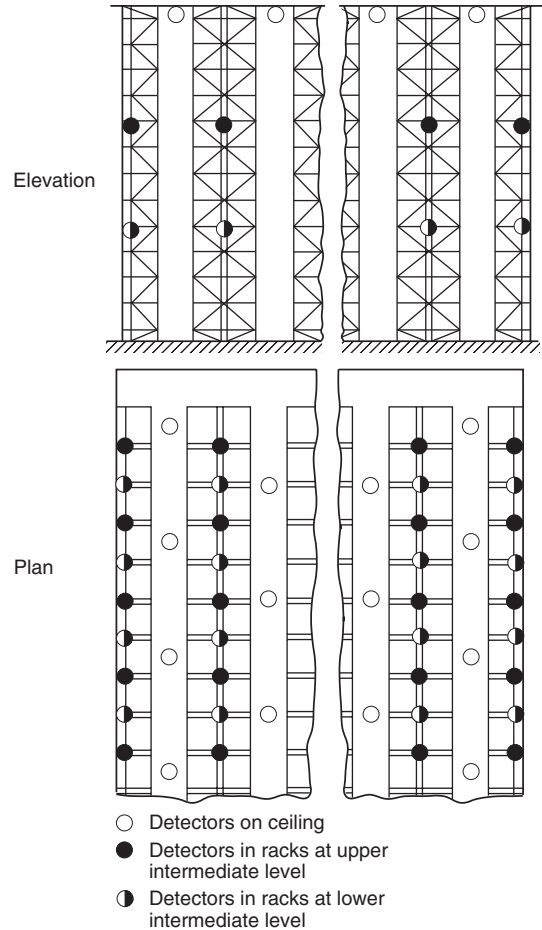 Elevation
Plan
Detectors on ceiling
Detectors in racks at upper
intermediate level
Detectors in racks at lower
intermediate level